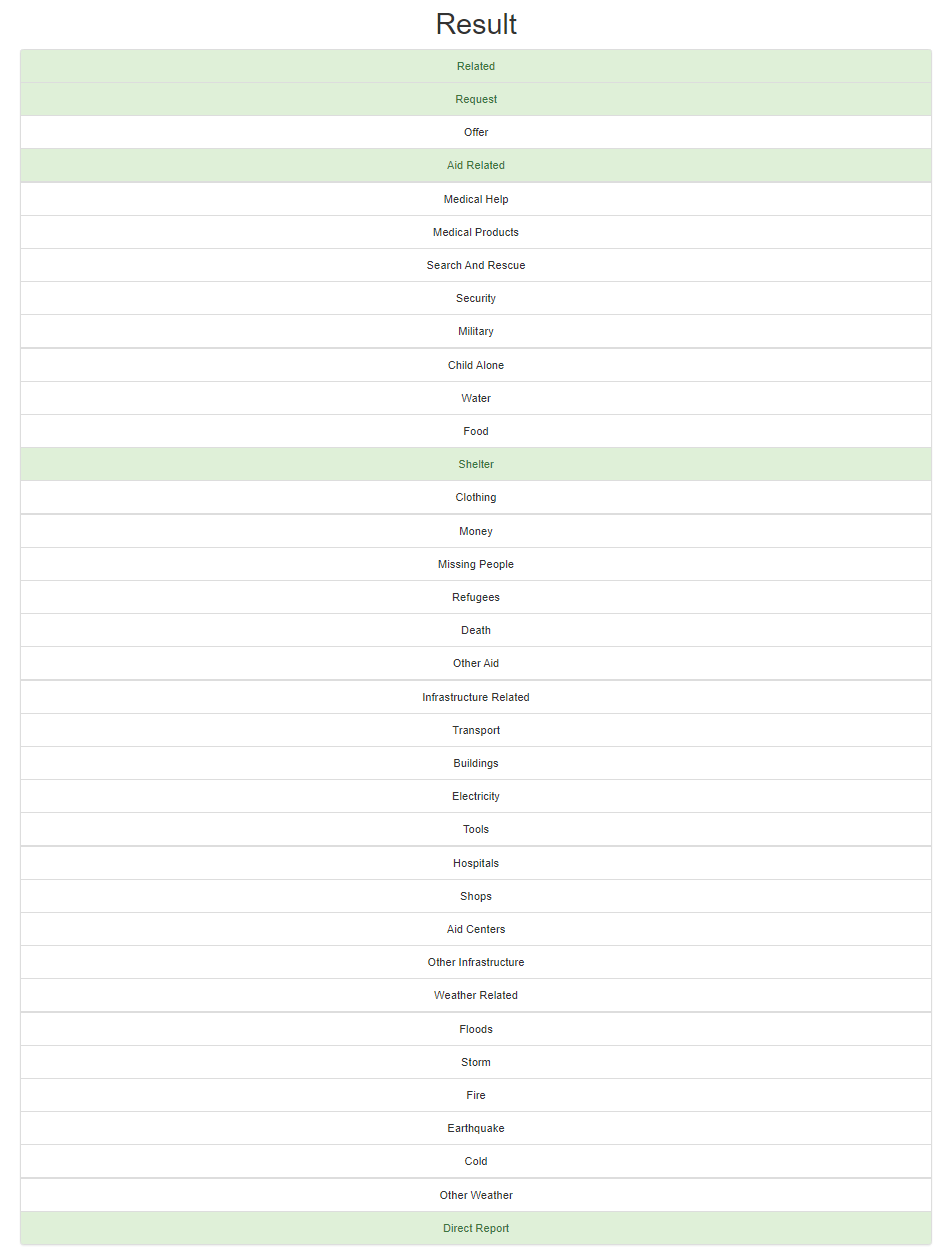 Result
Related
Request
Offer
Aid Related
Medical Help
Medical Products
Search And Rescue
Security
Military
Child Alone
Water
Food
Shelter
Clothing
Money
Missing People
Refugees
Death
Other Aid
Infrastructure Related
Transport
Buildings
Electricity
Tools
Hospitals
Shops
Aid Centers
Other Infrastructure
Weather Related
Floods
Storm
Fire
Earthquake
Cold
Other Weather
Direct Report